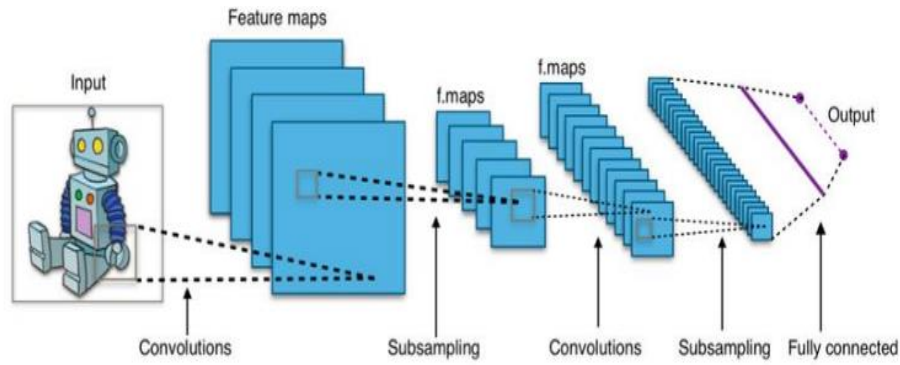 Feature maps
Input
f.maps
f.maps
Output
Convolutions
Subsampling
Convolutions
Subsampling
Fully connected